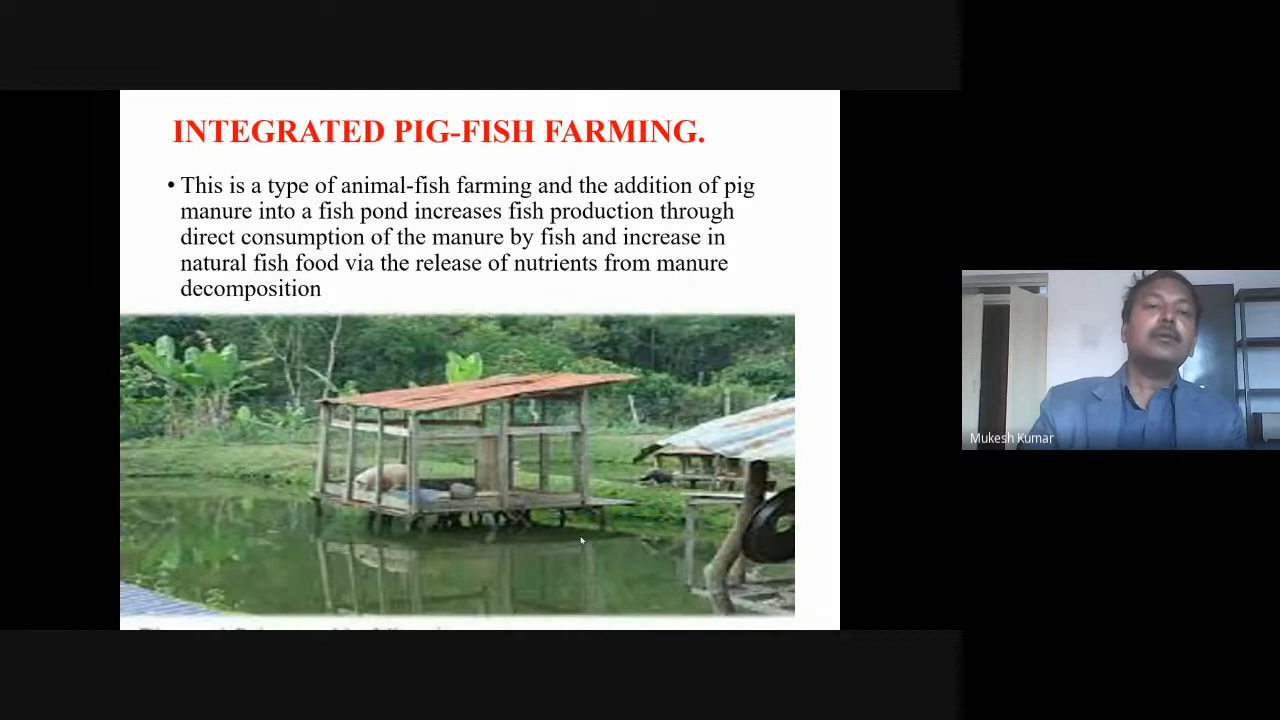 INTEGRATED PIG-FISH FARMING.
• This is a type of animal-fish farming and the addition of pig
manure into a fish pond increases fish production through
direct consumption of the manure by fish and increase in
natural fish food via the release of nutrients from manure
decomposition
Mukesh Kumar